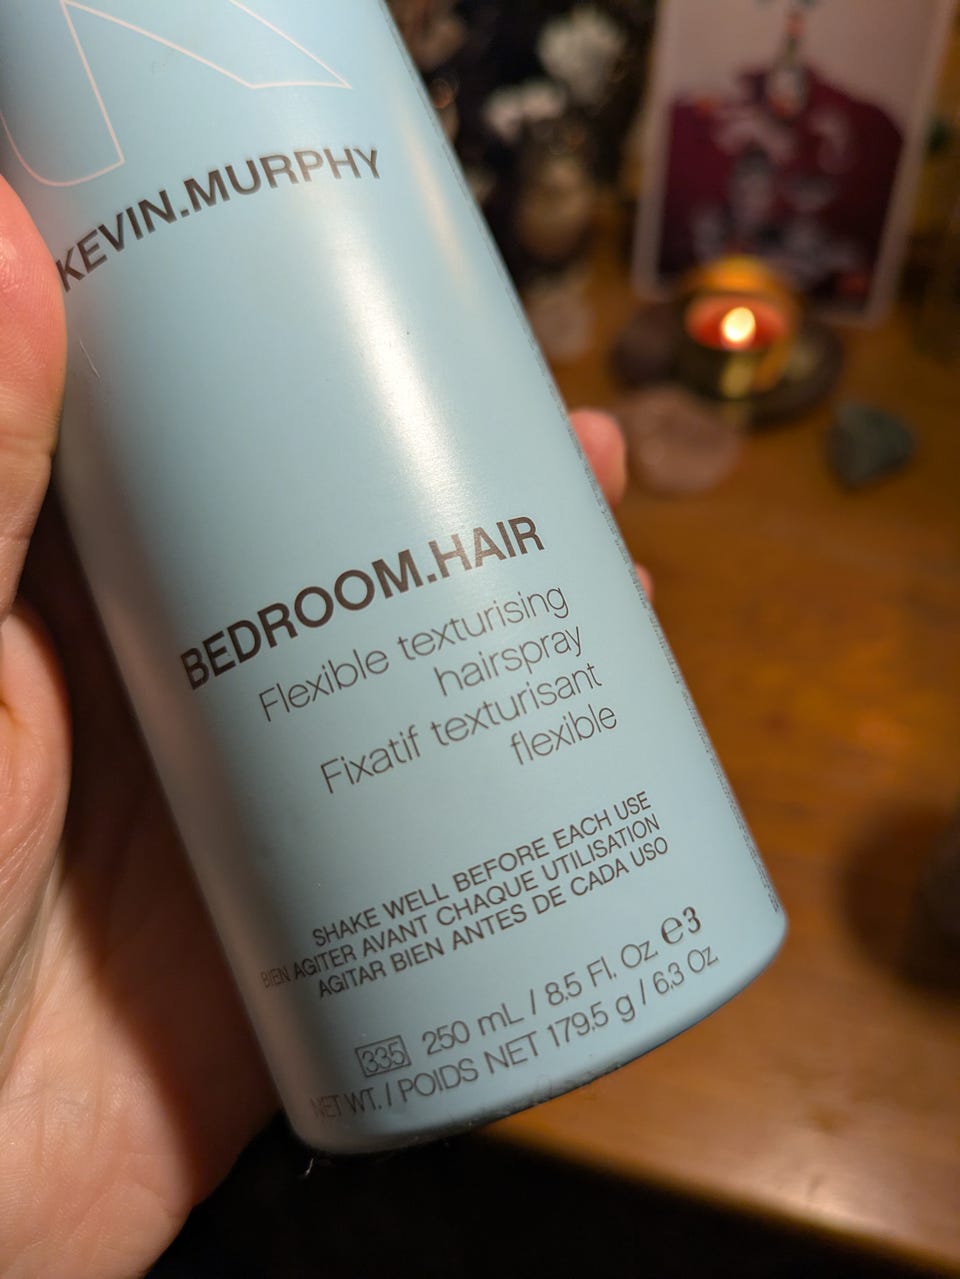 KEVIN.MURPHY
BEDROOM.HAIR
Flexible texturising
hairspray
Fixatif texturisant
flexible
SHAKE WELL BEFORE EACH USE
BIEN AGITER AVANT CHAQUE UTILISATION
AGITAR BIEN ANTES DE CADA USO
335 250 mL / 8.5 Fl. Oz. ℮3
NET WT. / POIDS NET 179.5 g / 6.3 Oz